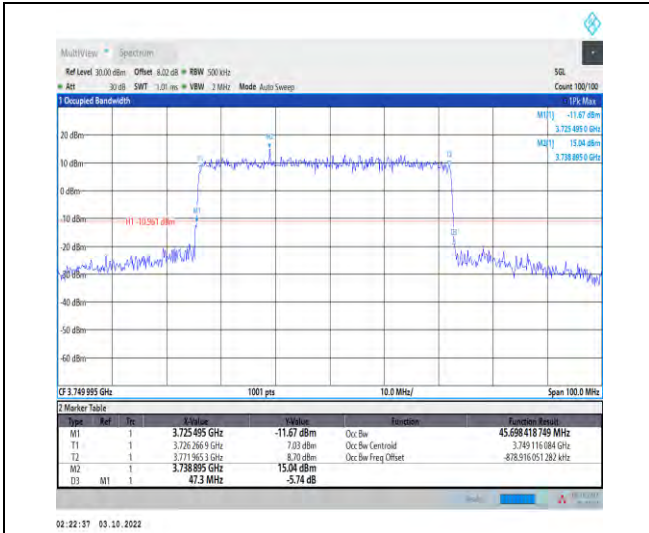 MultiView Spectrum
Ref Level 30.00 dBm Offset 8.02 dB RBW 500 kHz SGL
Att 30 dB SWT 1.01 ms VBW 2 MHz Mode Auto Sweep Count 100/100
1 Occupied Bandwidth 1Pk Max
M1[1] -11.67 dBm
3.725 495 0 GHz
M2[1] 15.04 dBm
3.738 895 0 GHz
20 dBm
M2
10 dBm
T1
T2
0 dBm
-10 dBm
M1
H1 -10.961 dBm
D3
-20 dBm
-30 dBm
-40 dBm
-50 dBm
-60 dBm
CF 3.749 995 GHz 1001 pts 10.0 MHz/ Span 100.0 MHz
2 Marker Table
Type Ref Trc X-Value Y-Value Function Function Result
M1 1 3.725 495 GHz -11.67 dBm Occ Bw 45.698 418 749 MHz
T1 1 3.726 266 9 GHz 7.03 dBm Occ Bw Centroid 3.749 116 084 GHz
T2 1 3.771 965 3 GHz 8.70 dBm Occ Bw Freq Offset -878.916 051 282 kHz
M2 1 3.738 895 GHz 15.04 dBm
D3 M1 1 47.3 MHz -5.74 dB
02:22:37 03.10.2022